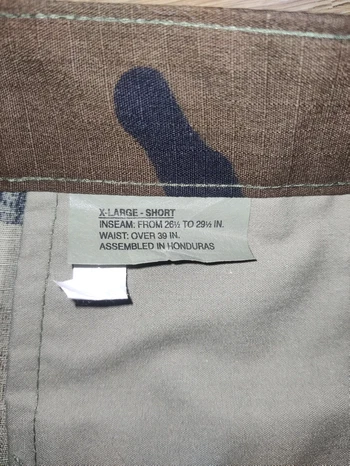 X-LARGE - SHORT
INSEAM: FROM 26½ TO 29½ IN.
WAIST: OVER 39 IN.
ASSEMBLED IN HONDURAS